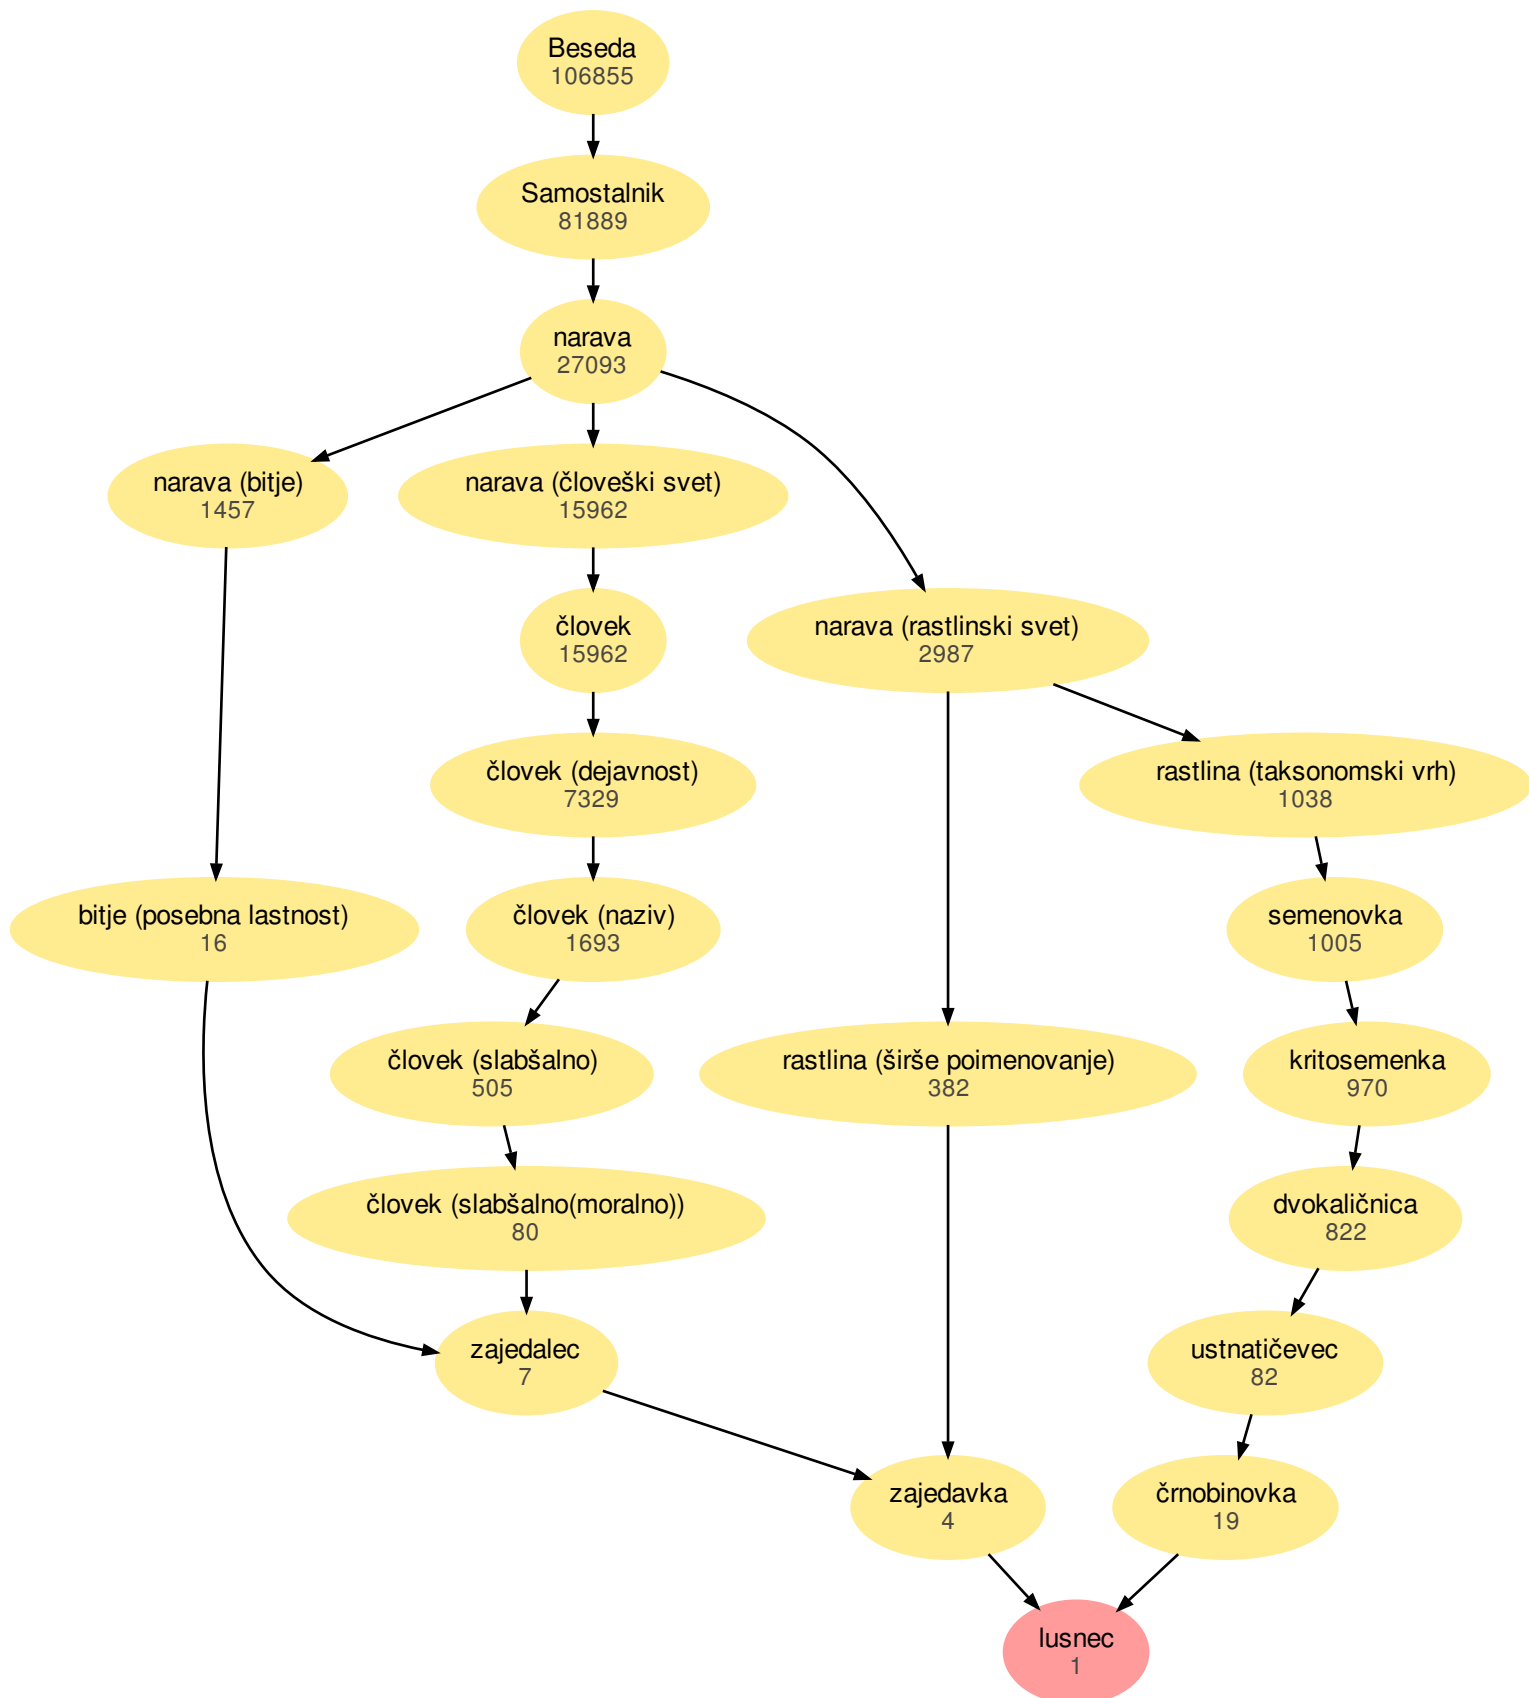 Beseda
106855
Samostalnik
81889
narava
27093
narava (bitje)
1457
narava (človeški svet)
15962
človek
15962
narava (rastlinski svet)
2987
človek (dejavnost)
7329
rastlina (taksonomski vrh)
1038
bitje (posebna lastnost)
16
človek (naziv)
1693
semenovka
1005
človek (slabšalno)
505
rastlina (širše poimenovanje)
382
kritosemenka
970
človek (slabšalno(moralno))
80
dvokaličnica
822
zajedalec
7
ustnatičevec
82
zajedavka
4
črnobinovka
19
lusnec
1